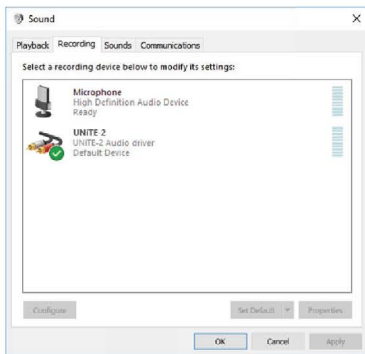 Sound
Playback Recording Sounds Communications
Select a recording device below to modify its settings:
Microphone
High Definition Audio Device
Ready
UNITE-2
UNITE-2 Audio driver
Default Device
Configure Set Default Properties
OK Cancel Apply